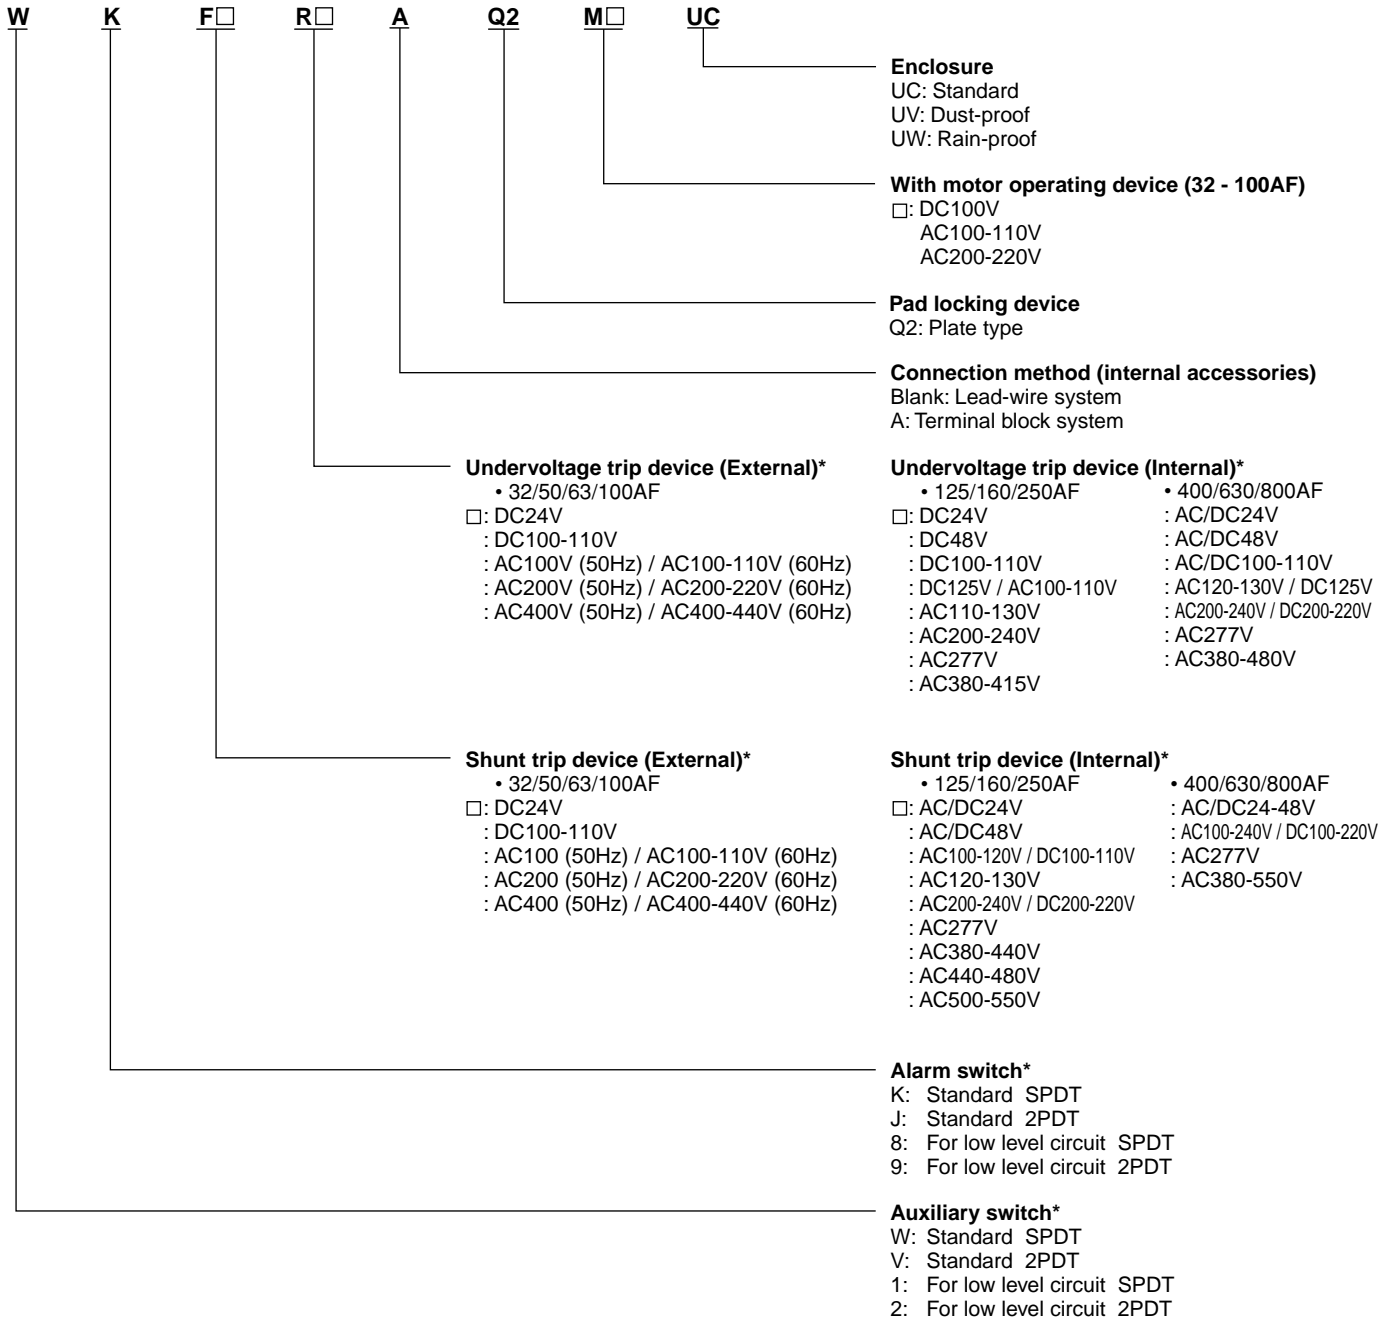 W K F□ R□ A Q2 M□ UC
Enclosure
UC: Standard
UV: Dust-proof
UW: Rain-proof
With motor operating device (32 - 100AF)
□: DC100V
AC100-110V
AC200-220V
Pad locking device
Q2: Plate type
Connection method (internal accessories)
Blank: Lead-wire system
A: Terminal block system
Undervoltage trip device (External)*
• 32/50/63/100AF
□: DC24V
: DC100-110V
: AC100V (50Hz) / AC100-110V (60Hz)
: AC200V (50Hz) / AC200-220V (60Hz)
: AC400V (50Hz) / AC400-440V (60Hz)
Undervoltage trip device (Internal)*
• 125/160/250AF
□: DC24V
: DC48V
: DC100-110V
: DC125V / AC100-110V
: AC110-130V
: AC200-240V
: AC277V
: AC380-415V
• 400/630/800AF
: AC/DC24V
: AC/DC48V
: AC/DC100-110V
: AC120-130V / DC125V
: AC200-240V / DC200-220V
: AC277V
: AC380-480V
Shunt trip device (External)*
• 32/50/63/100AF
□: DC24V
: DC100-110V
: AC100 (50Hz) / AC100-110V (60Hz)
: AC200 (50Hz) / AC200-220V (60Hz)
: AC400 (50Hz) / AC400-440V (60Hz)
Shunt trip device (Internal)*
• 125/160/250AF
□: AC/DC24V
: AC/DC48V
: AC100-120V / DC100-110V
: AC120-130V
: AC200-240V / DC200-220V
: AC277V
: AC380-440V
: AC440-480V
: AC500-550V
• 400/630/800AF
: AC/DC24-48V
: AC100-240V / DC100-220V
: AC277V
: AC380-550V
Alarm switch*
K: Standard SPDT
J: Standard 2PDT
8: For low level circuit SPDT
9: For low level circuit 2PDT
Auxiliary switch*
W: Standard SPDT
V: Standard 2PDT
1: For low level circuit SPDT
2: For low level circuit 2PDT